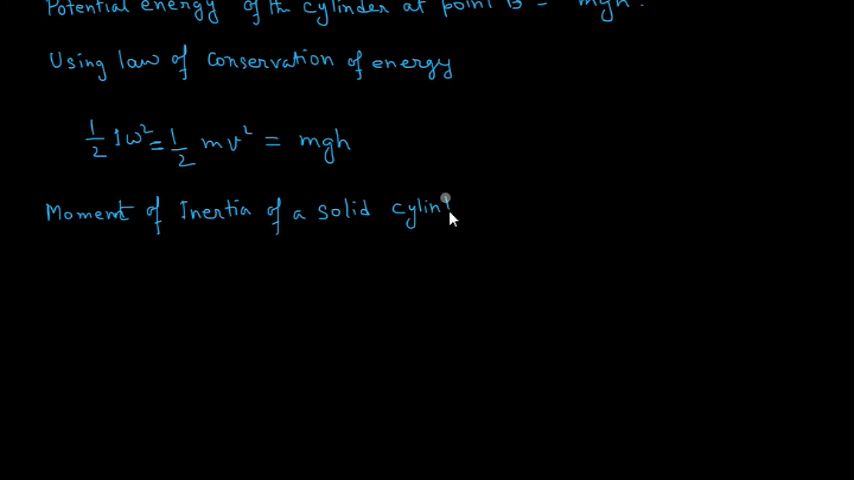 Potential energy of the cylinder at point B = mgh.
Using law of conservation of energy
1/2 Iω² = 1/2 mv² = mgh
Moment of Inertia of a solid cylin